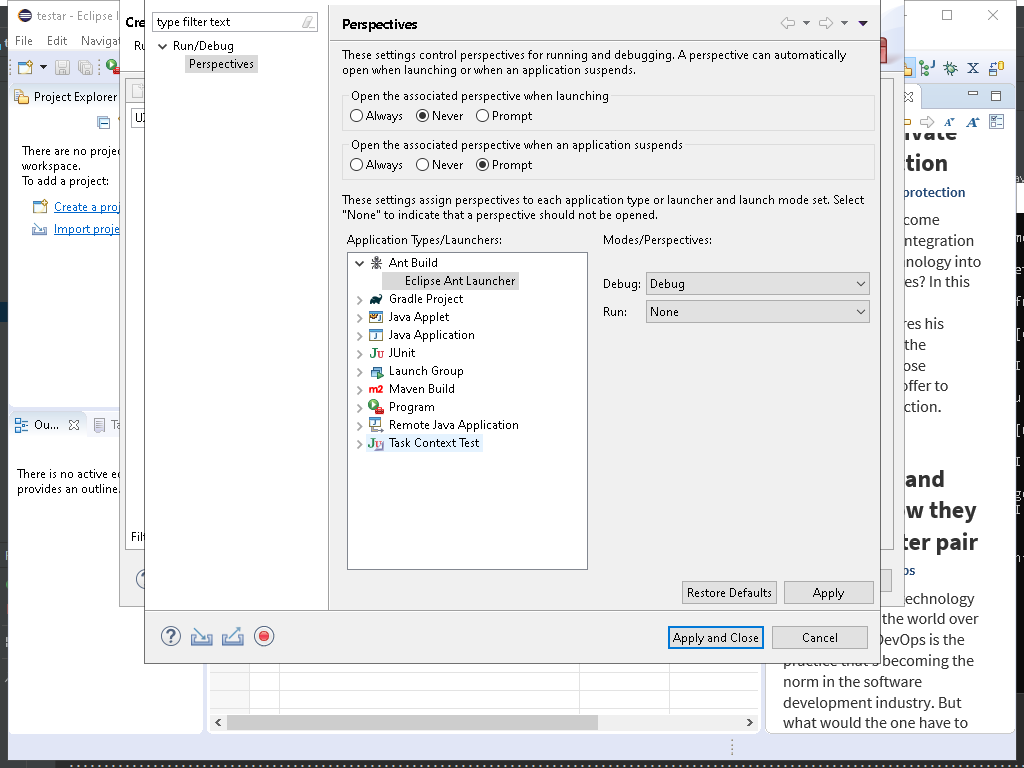 testar - Eclipse I
File Edit Navigat
Project Explorer
There are no proje
workspace.
To add a project:
Create a proj
Import proje
Ou...
Ta
There is no active ed
provides an outline.
Cre
Ru
type filter text
Run/Debug
Perspectives
Perspectives
These settings control perspectives for running and debugging. A perspective can automatically
open when launching or when an application suspends.
Open the associated perspective when launching
Always Never Prompt
Open the associated perspective when an application suspends
Always Never Prompt
These settings assign perspectives to each application type or launcher and launch mode set. Select
"None" to indicate that a perspective should not be opened.
Application Types/Launchers:
Ant Build
Eclipse Ant Launcher
Gradle Project
Java Applet
Java Application
JUnit
Launch Group
Maven Build
Program
Remote Java Application
Task Context Test
Modes/Perspectives:
Debug: Debug
Run: None
Restore Defaults Apply
Apply and Close Cancel
tion
protection
come
ntegration
nology into
es? In this
res his
the
ose
offer to
ction.
and
w they
ter pair
ps
echnology
the world over
DevOps is the
practice that's becoming the
norm in the software
development industry. But
what would the one have to